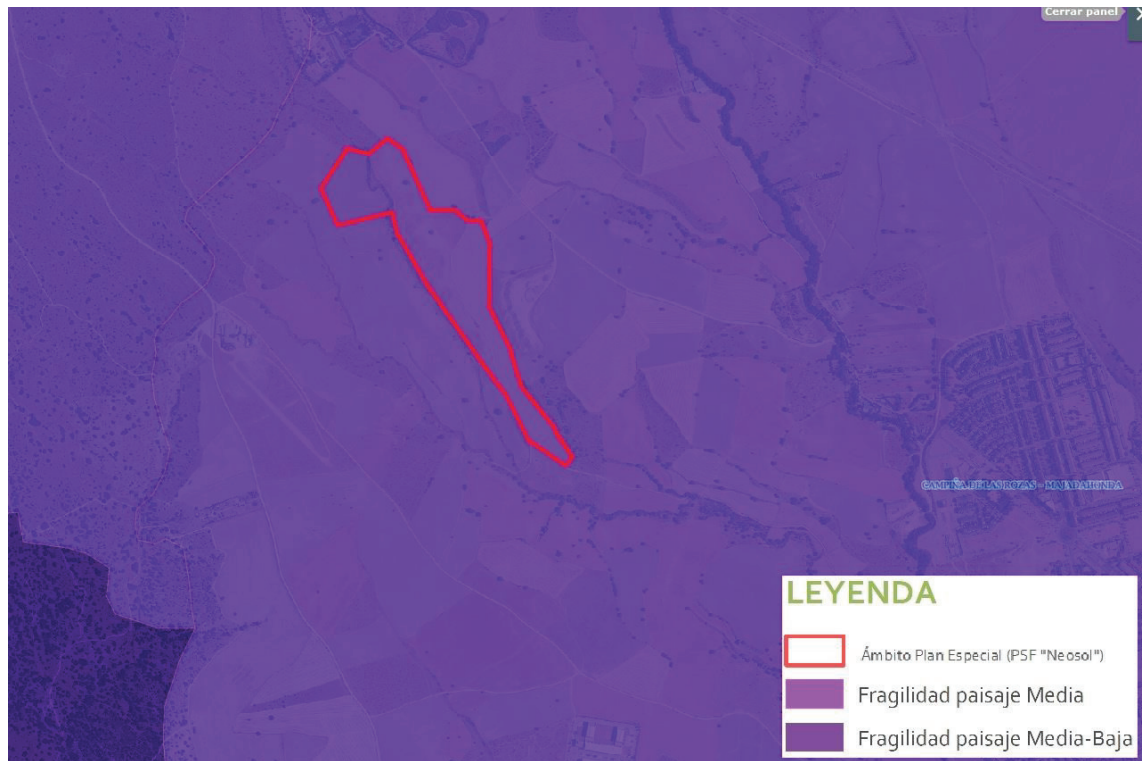 Cerrar panel
CAMPIÑA DE LAS ROZAS - MAJADAHONDA
LEYENDA
Ámbito Plan Especial (PSF "Neosol")
Fragilidad paisaje Media
Fragilidad paisaje Media-Baja